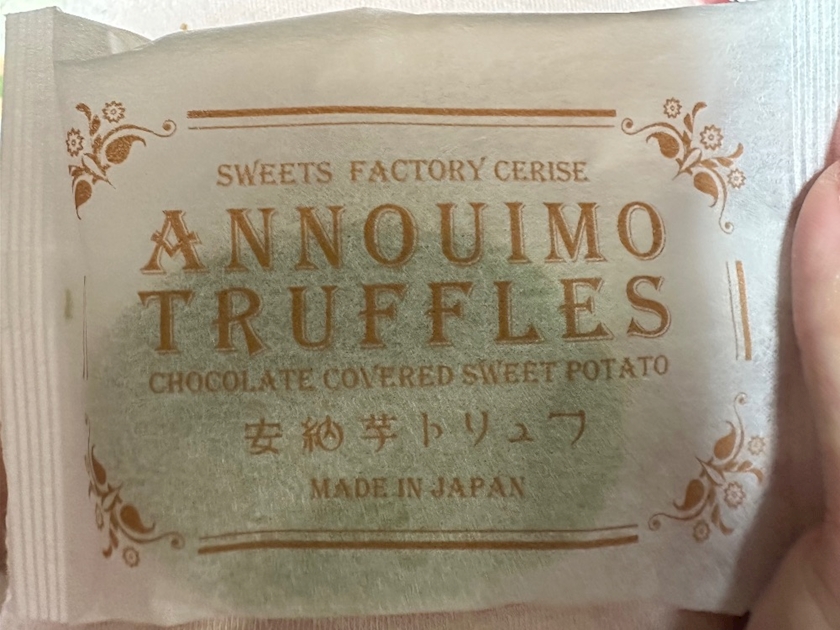 SWEETS FACTORY CERISE
ANNOUIMO
TRUFFLES
CHOCOLATE COVERED SWEET POTATO
安納芋トリュフ
MADE IN JAPAN